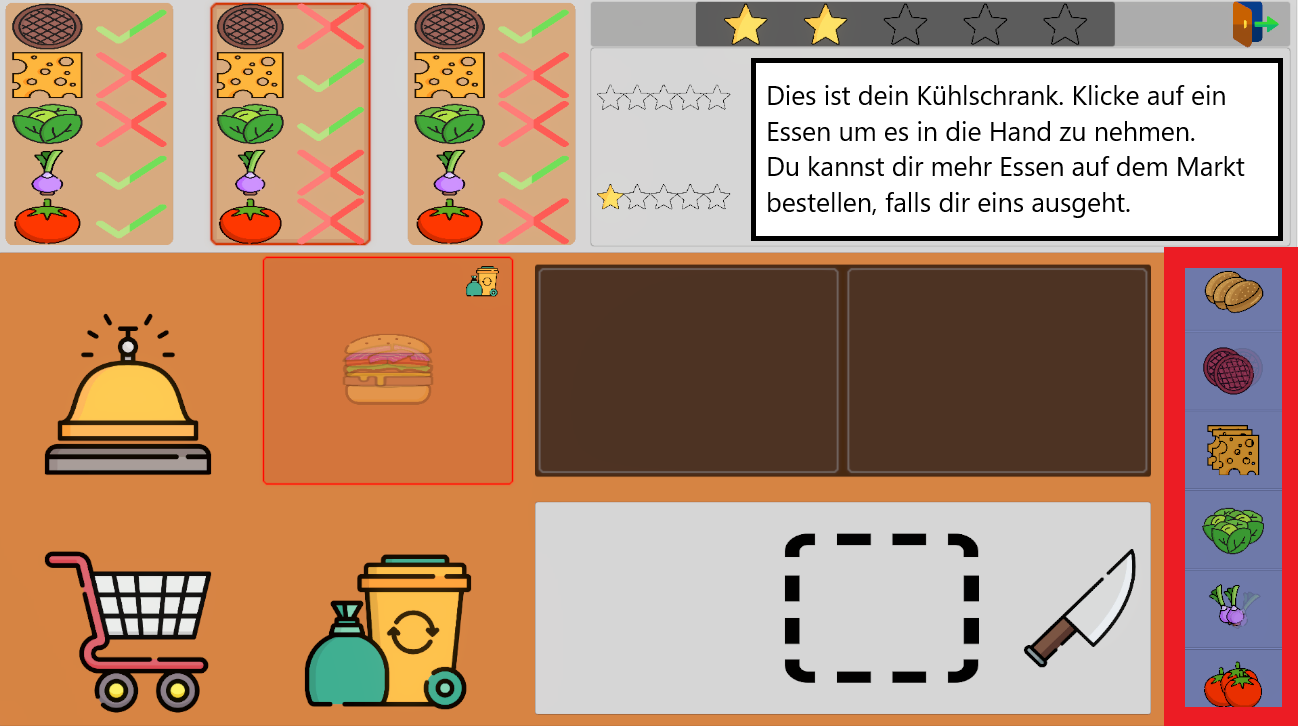 Dies ist dein Kühlschrank. Klicke auf ein
Essen um es in die Hand zu nehmen.
Du kannst dir mehr Essen auf dem Markt
bestellen, falls dir eins ausgeht.